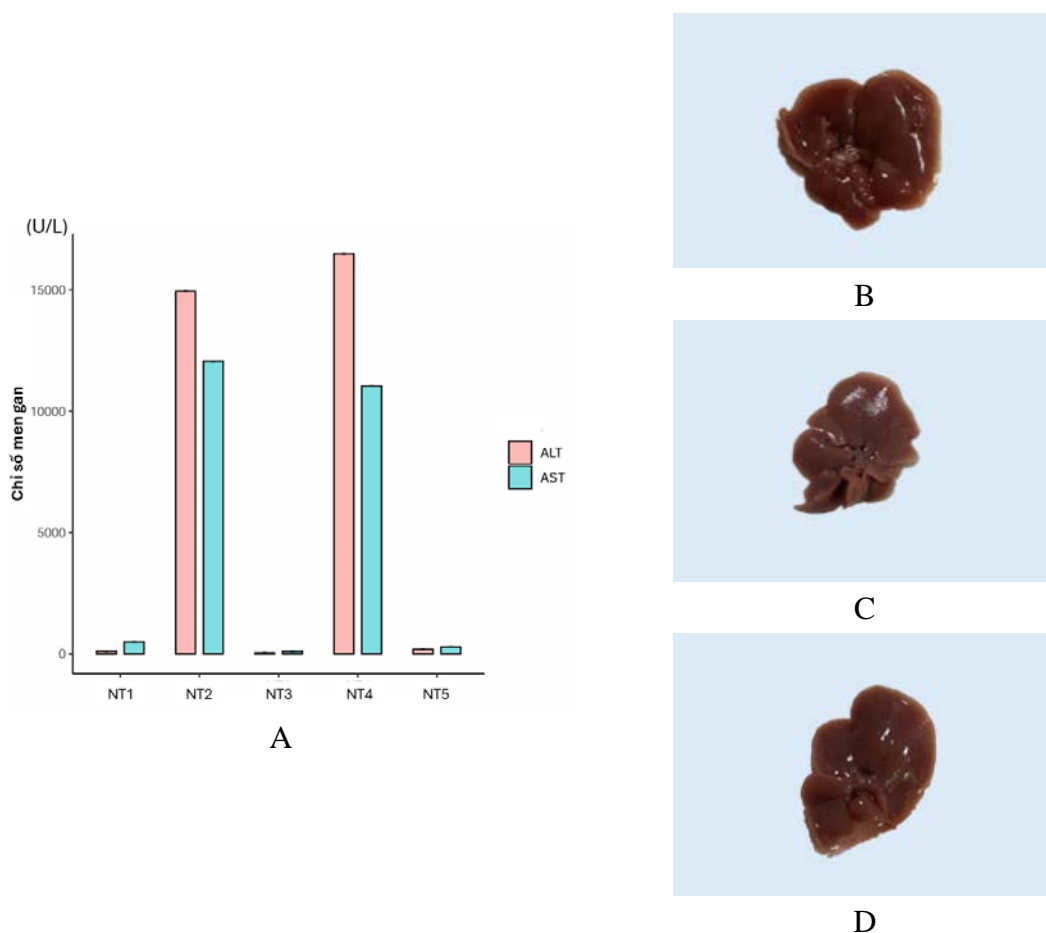 (U/L)
15000
10000
5000
0
Chỉ số men gan
NT1 NT2 NT3 NT4 NT5
ALT
AST
A
B
C
D